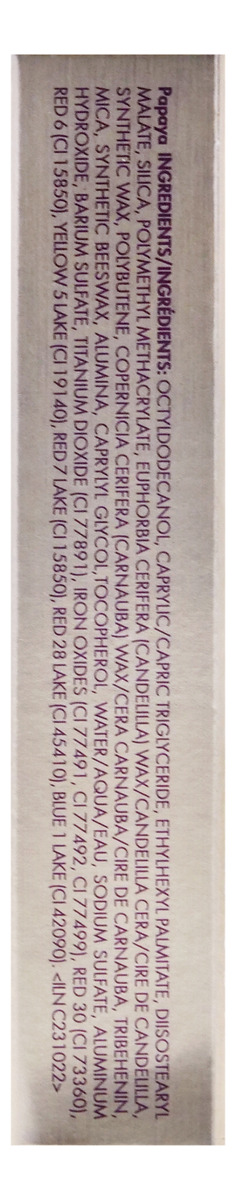 Papaya INGREDIENTS/INGRÉDIENTS: OCTYLDODECANOL, CAPRYLIC/CAPRIC TRIGLYCERIDE, ETHYLHEXYL PALMITATE, DIISOSTEARYL
MALATE, SILICA, POLYMETHYL METHACRYLATE, EUPHORBIA CERIFERA (CANDELILLA) WAX/CANDELILLA CERA/CIRE DE CANDELILLA,
SYNTHETIC WAX, POLYBUTENE, COPERNICIA CERIFERA (CARNAUBA) WAX/CERA CARNAUBA/CIRE DE CARNAUBA, TRIBEHENIN,
MICA, SYNTHETIC BEESWAX, ALUMINA, CAPRYLYL GLYCOL, TOCOPHEROL, WATER/AQUA/EAU, SODIUM SULFATE, ALUMINUM
HYDROXIDE, BARIUM SULFATE, TITANIUM DIOXIDE (CI 77891), IRON OXIDES (CI 77491, CI 77492, CI 77499), RED 30 (CI 73360),
RED 6 (CI 15850), YELLOW 5 LAKE (CI 19140), RED 7 LAKE (CI 15850), RED 28 LAKE (CI 45410), BLUE 1 LAKE (CI 42090). <ILN C231022>